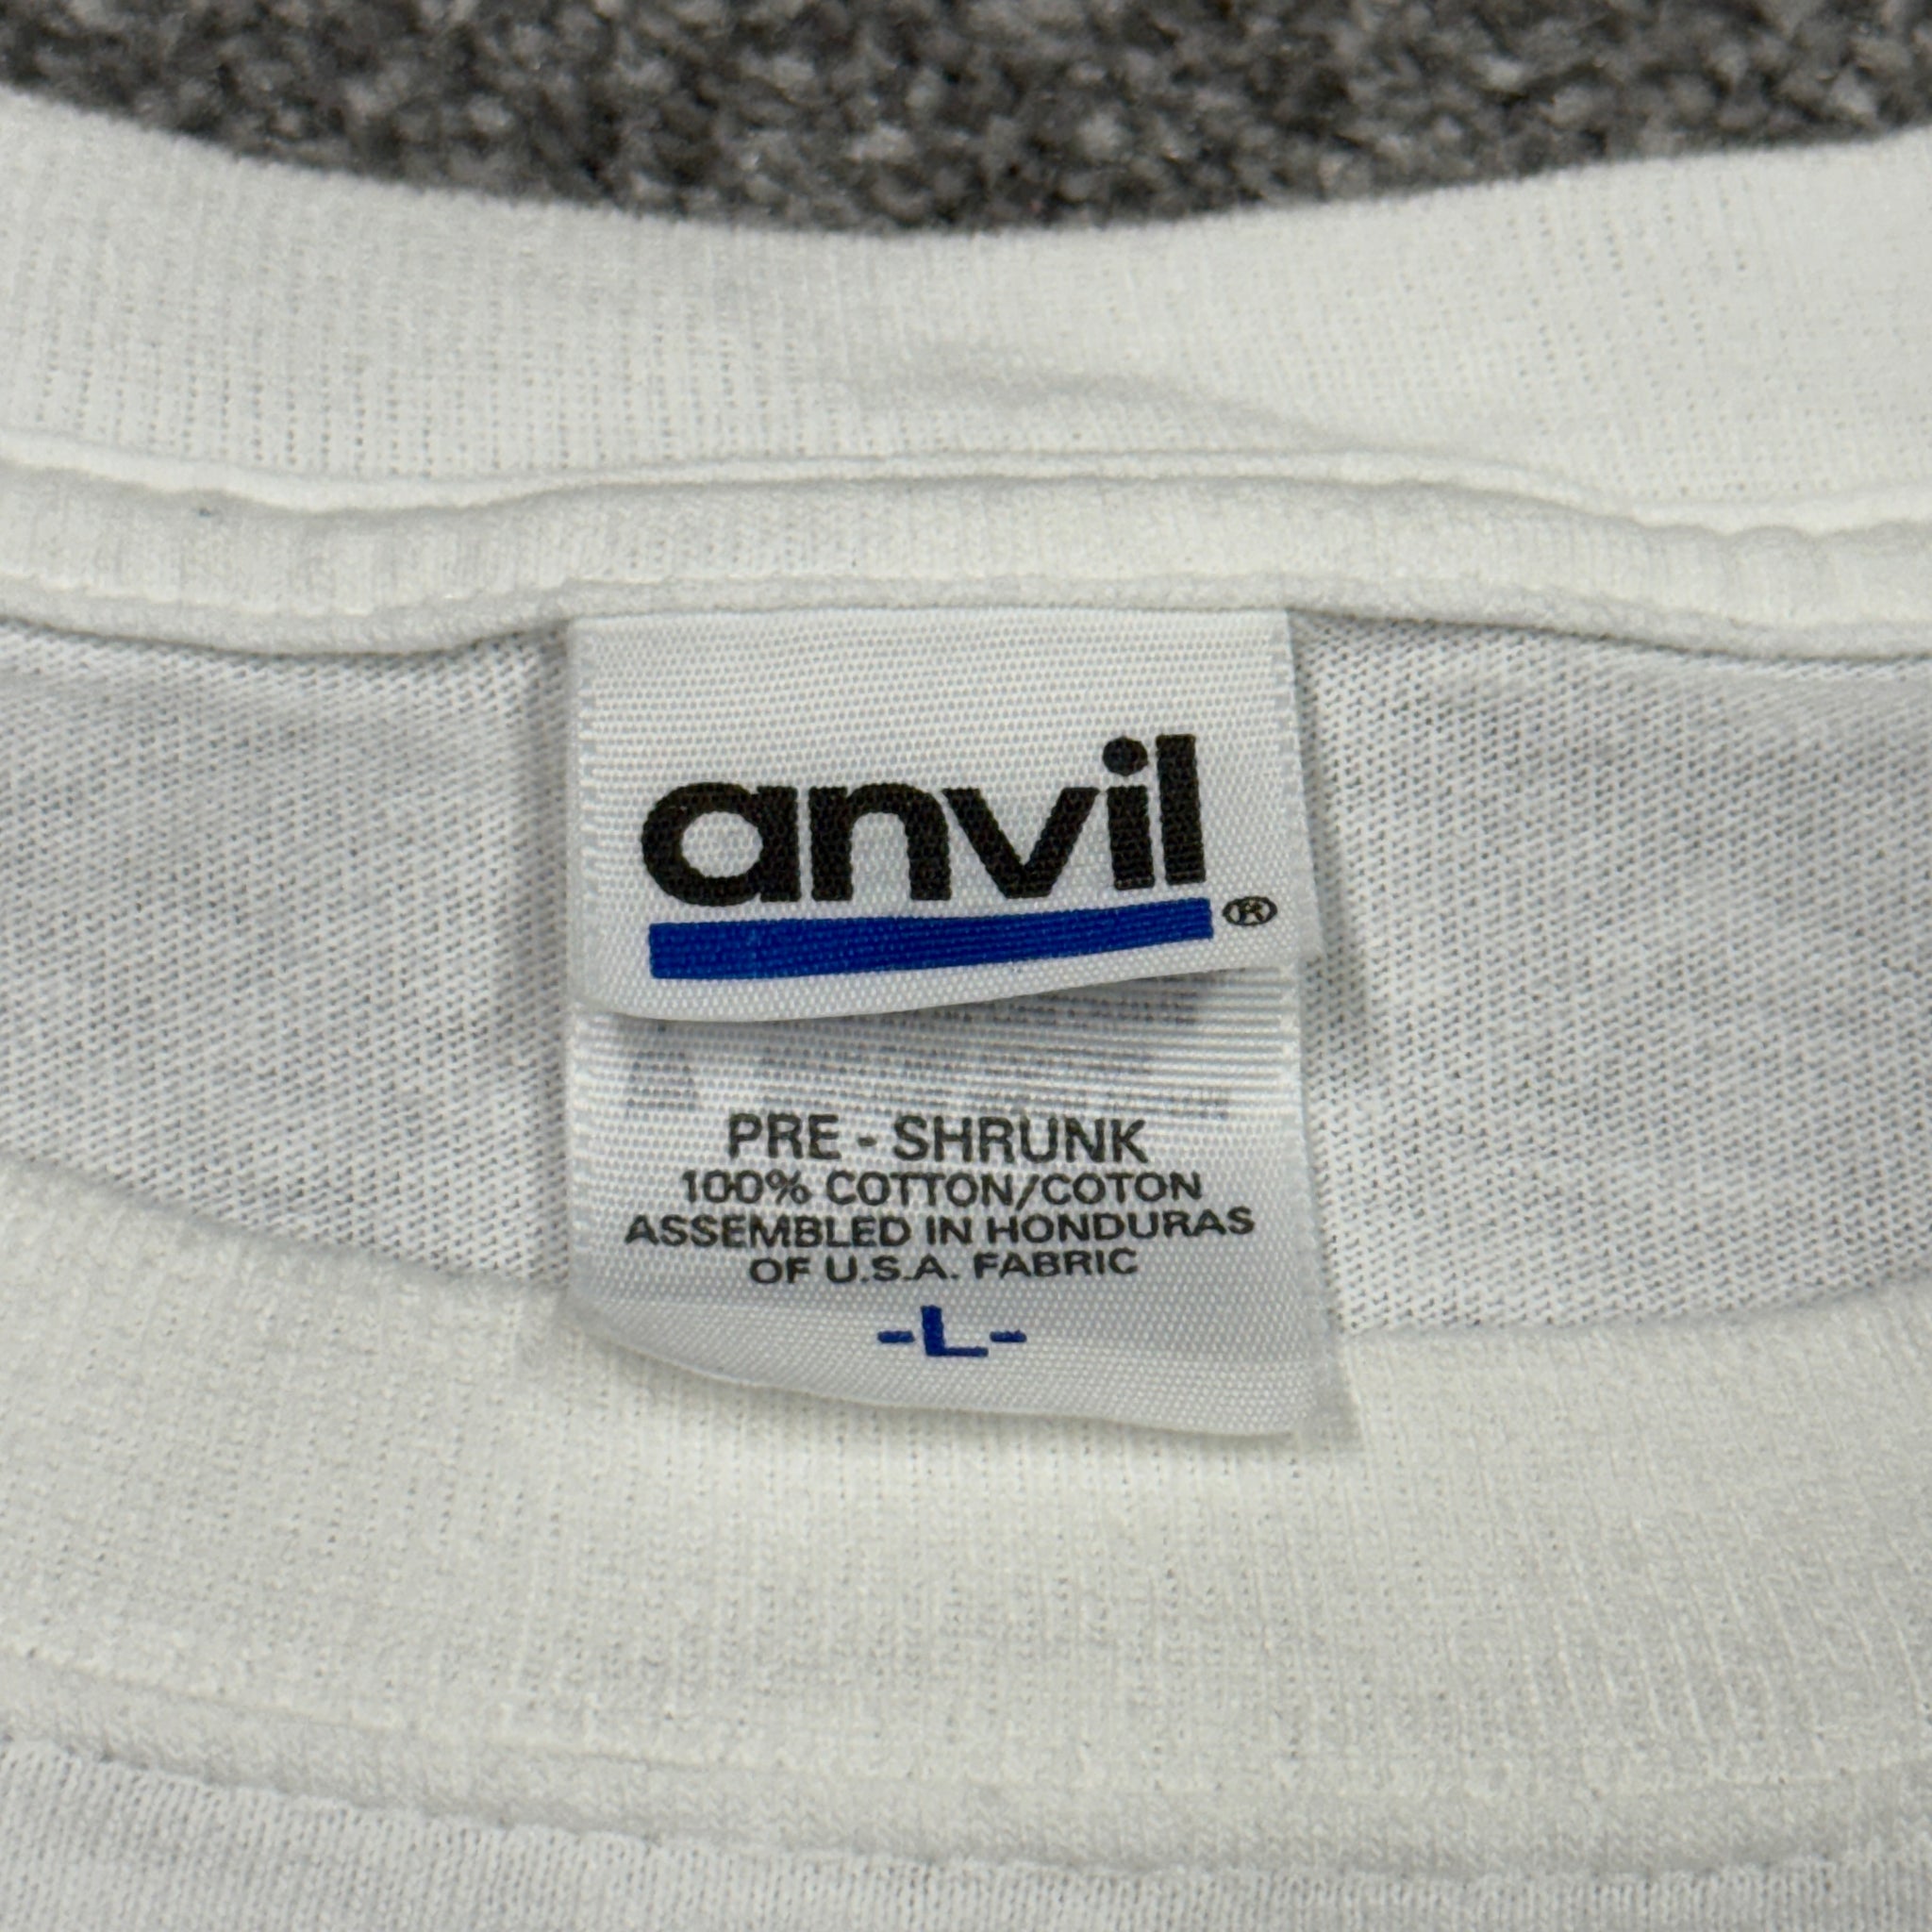 anvil®
PRE - SHRUNK
100% COTTON/COTON
ASSEMBLED IN HONDURAS
OF U.S.A. FABRIC
-L-